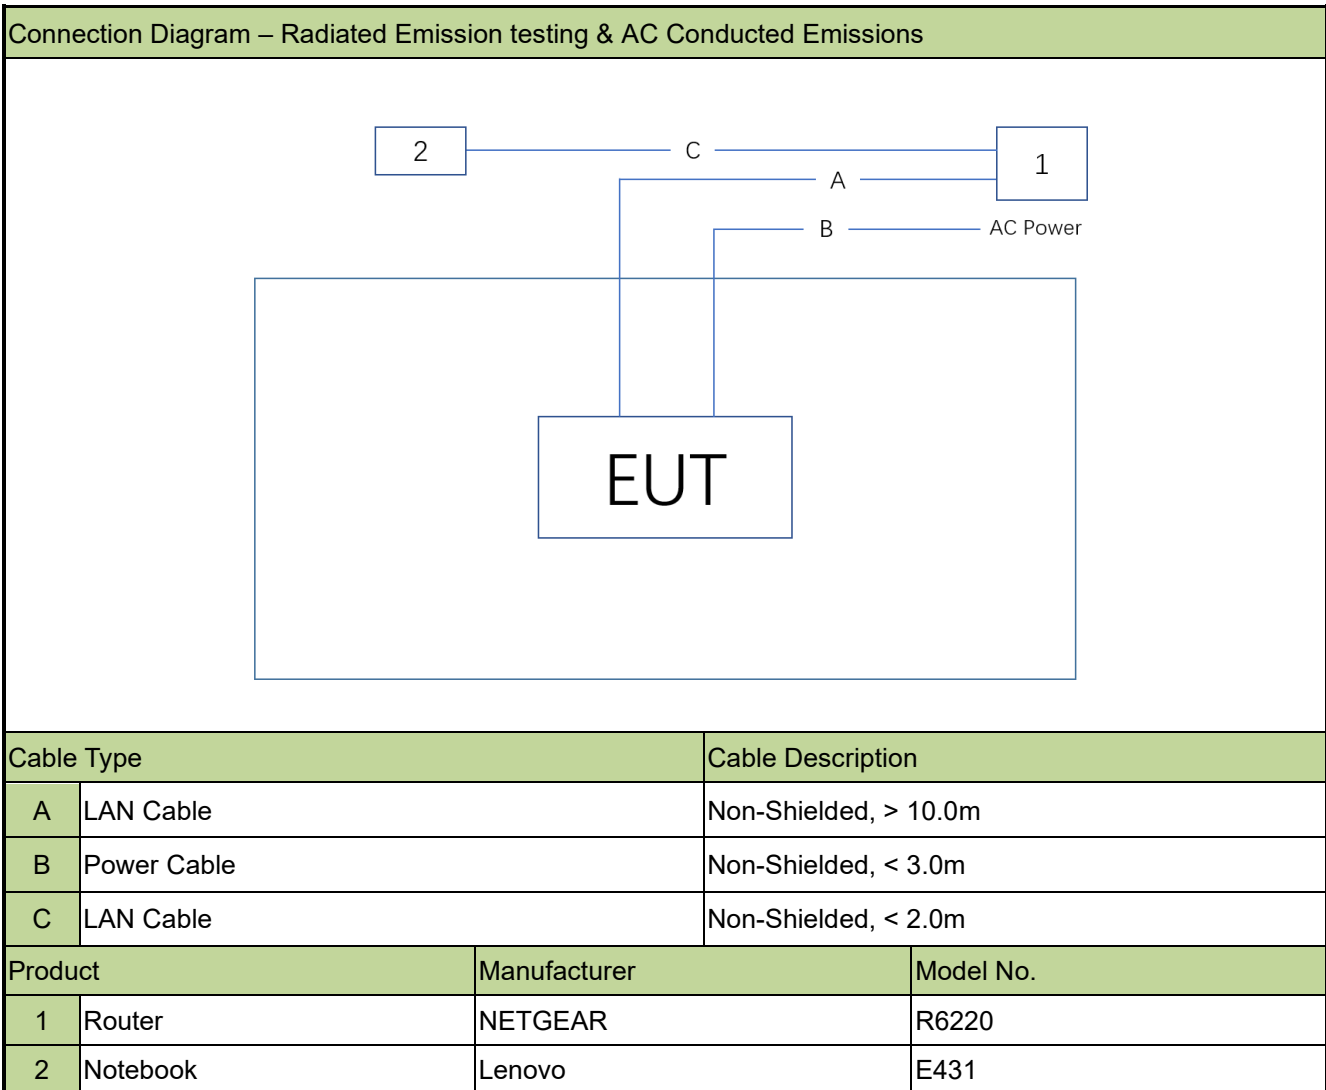 Connection Diagram – Radiated Emission testing & AC Conducted Emissions
2 C 1
A
B AC Power
EUT
Cable Type Cable Description
A LAN Cable Non-Shielded, > 10.0m
B Power Cable Non-Shielded, < 3.0m
C LAN Cable Non-Shielded, < 2.0m
Product Manufacturer Model No.
1 Router NETGEAR R6220
2 Notebook Lenovo E431